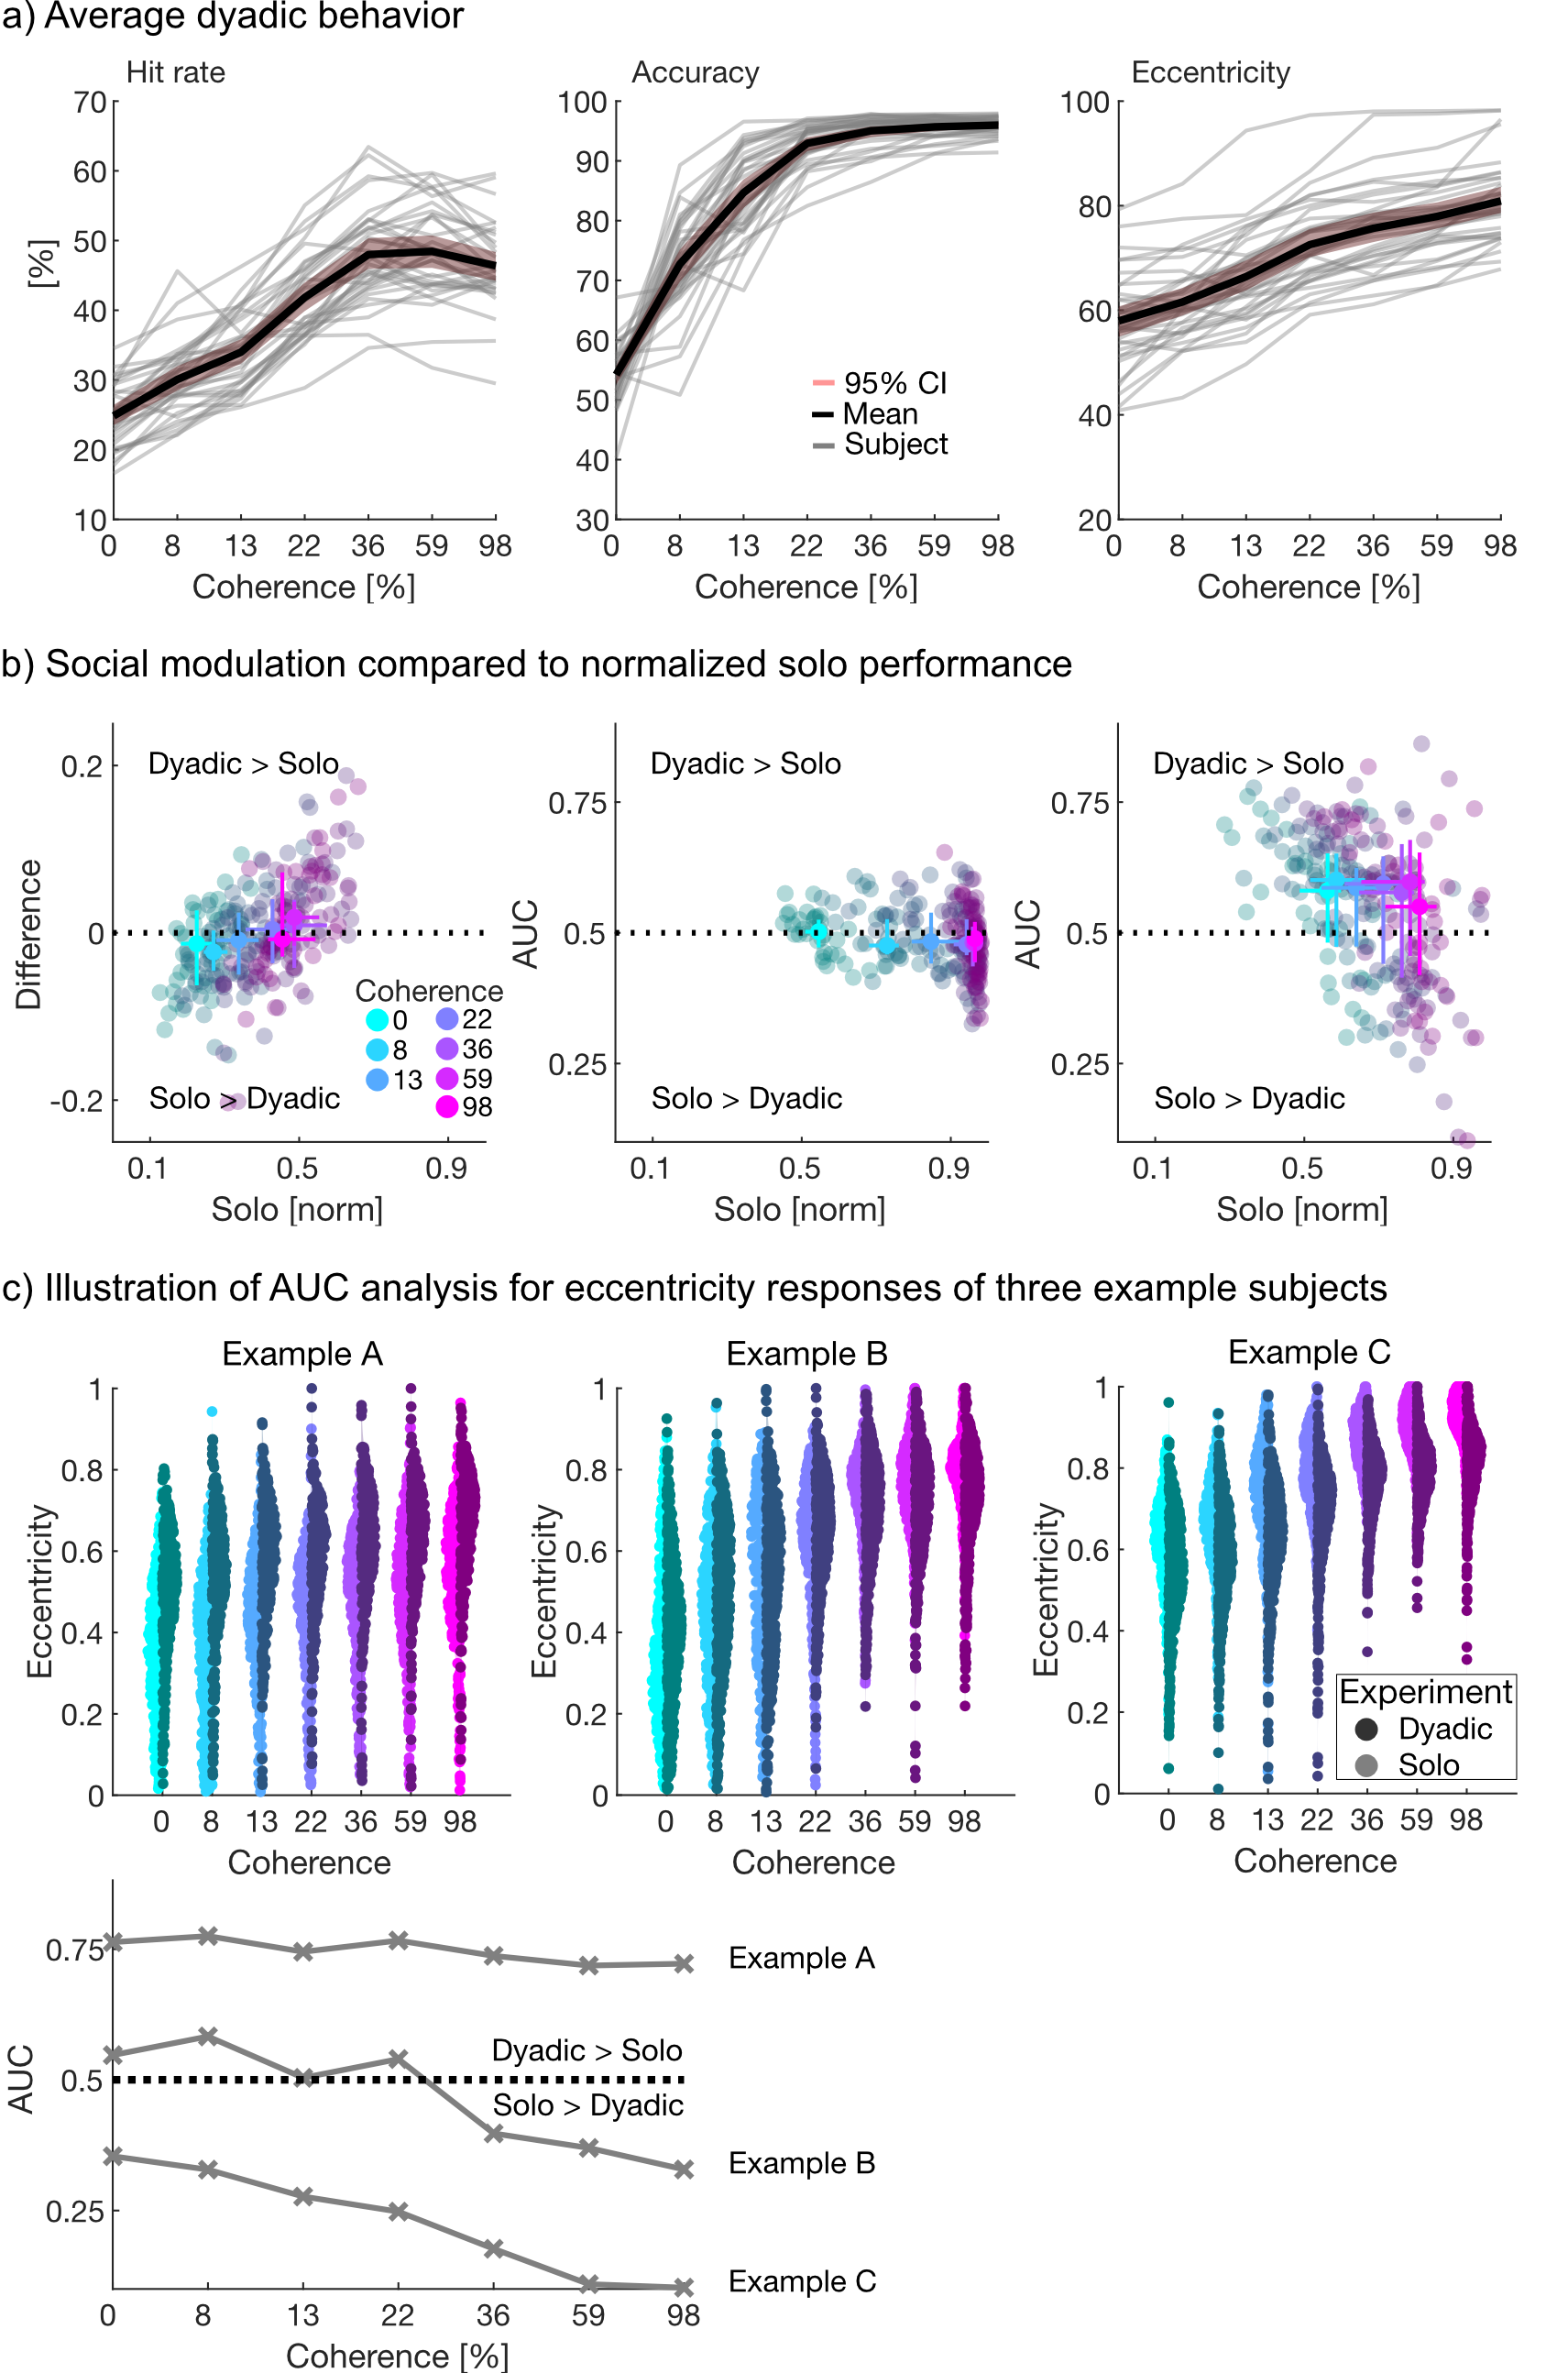 a) Average dyadic behavior
Hit rate
Accuracy
Eccentricity
[%]
70
60
50
40
30
20
10
0 8 13 22 36 59 98
Coherence [%]
100
90
80
70
60
50
40
30
95% CI
Mean
Subject
0 8 13 22 36 59 98
Coherence [%]
100
80
60
40
20
0 8 13 22 36 59 98
Coherence [%]
b) Social modulation compared to normalized solo performance
Difference
0.2
0
-0.2
Dyadic > Solo
Solo > Dyadic
Coherence
0
8
13
22
36
59
98
0.1 0.5 0.9
Solo [norm]
AUC
0.75
0.5
0.25
Dyadic > Solo
Solo > Dyadic
0.1 0.5 0.9
Solo [norm]
AUC
0.75
0.5
0.25
Dyadic > Solo
Solo > Dyadic
0.1 0.5 0.9
Solo [norm]
c) Illustration of AUC analysis for eccentricity responses of three example subjects
Example A
Eccentricity
1
0.8
0.6
0.4
0.2
0
0 8 13 22 36 59 98
Coherence
Example B
Eccentricity
1
0.8
0.6
0.4
0.2
0
0 8 13 22 36 59 98
Coherence
Example C
Eccentricity
1
0.8
0.6
0.4
0.2
0
Experiment
Dyadic
Solo
0 8 13 22 36 59 98
Coherence
AUC
0.75
0.5
0.25
Example A
Dyadic > Solo
Solo > Dyadic
Example B
Example C
0 8 13 22 36 59 98
Coherence [%]